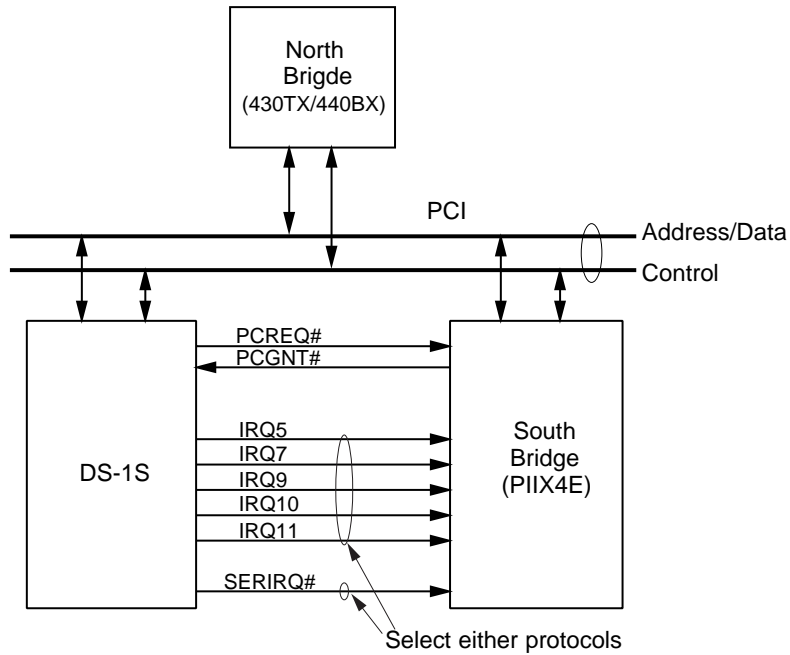 North
Brigde
(430TX/440BX)
PCI
Address/Data
Control
PCREQ#
PCGNT#
IRQ5
IRQ7
IRQ9
IRQ10
IRQ11
SERIRQ#
DS-1S
South
Bridge
(PIIX4E)
Select either protocols